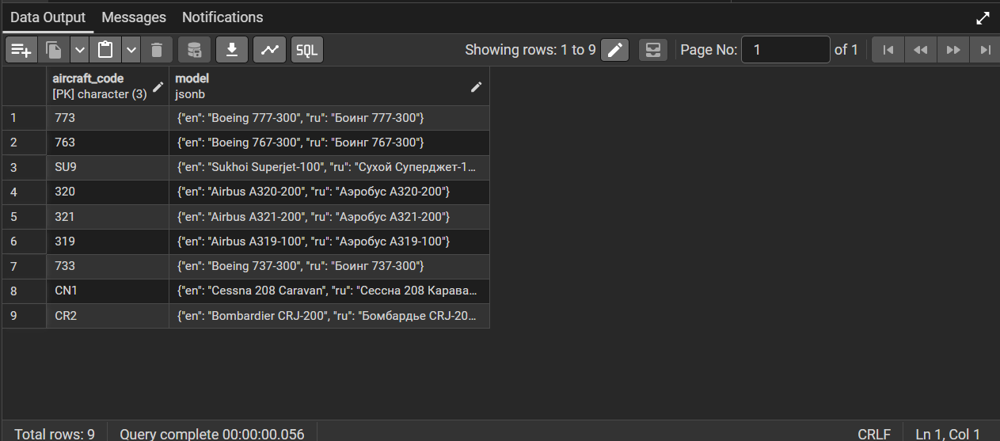 Data Output Messages Notifications
SQL Showing rows: 1 to 9 Page No: 1 of 1
aircraft_code model
[PK] character (3) jsonb
1 773 {"en": "Boeing 777-300", "ru": "Боинг 777-300"}
2 763 {"en": "Boeing 767-300", "ru": "Боинг 767-300"}
3 SU9 {"en": "Sukhoi Superjet-100", "ru": "Сухой Суперджет-1...
4 320 {"en": "Airbus A320-200", "ru": "Аэробус A320-200"}
5 321 {"en": "Airbus A321-200", "ru": "Аэробус A321-200"}
6 319 {"en": "Airbus A319-100", "ru": "Аэробус A319-100"}
7 733 {"en": "Boeing 737-300", "ru": "Боинг 737-300"}
8 CN1 {"en": "Cessna 208 Caravan", "ru": "Сессна 208 Карава...
9 CR2 {"en": "Bombardier CRJ-200", "ru": "Бомбардье CRJ-20...
Total rows: 9 Query complete 00:00:00.056 CRLF Ln 1, Col 1